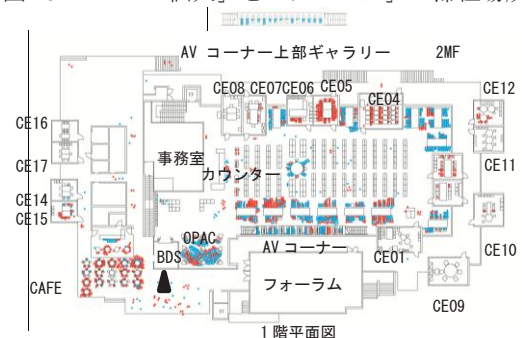 AV コーナー上部ギャラリー 2MF
CE08 CE07 CE06 CE05 CE04 CE12
CE16
事務室
CE17 カウンター CE11
CE14
CE15
OPAC AV コーナー
BDS CE01 CE10
CAFE フォーラム
CE09
1階平面図